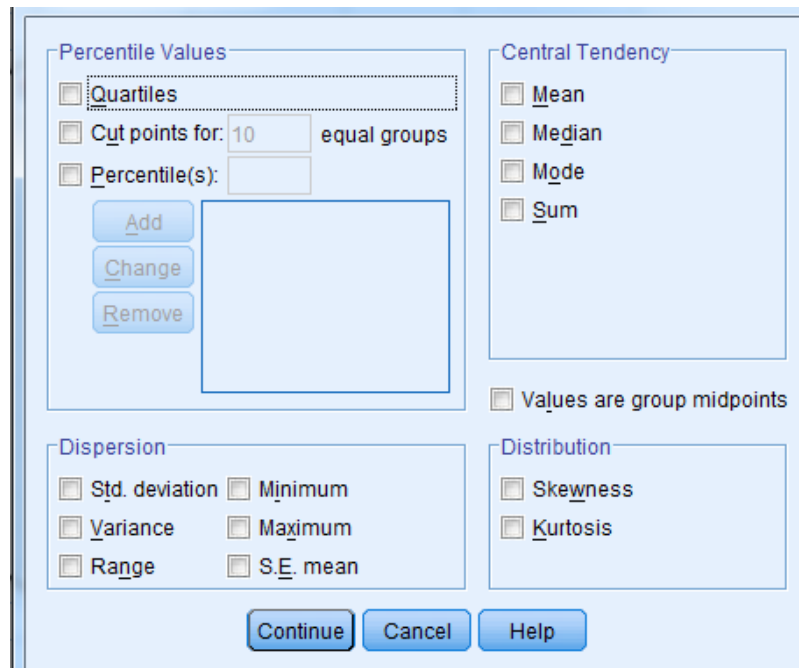 Percentile Values
Quartiles
Cut points for: 10 equal groups
Percentile(s):
Add
Change
Remove
Central Tendency
Mean
Median
Mode
Sum
Values are group midpoints
Dispersion
Std. deviation Minimum
Variance Maximum
Range S.E. mean
Distribution
Skewness
Kurtosis
Continue Cancel Help